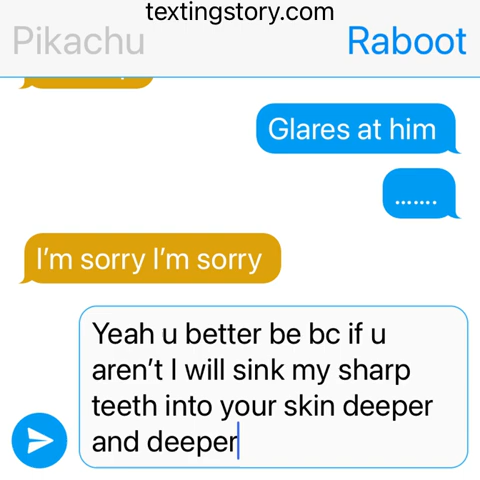 textingstory.com
Pikachu Raboot
Glares at him
.......
I’m sorry I’m sorry
Yeah u better be bc if u
aren’t I will sink my sharp
teeth into your skin deeper
and deeper